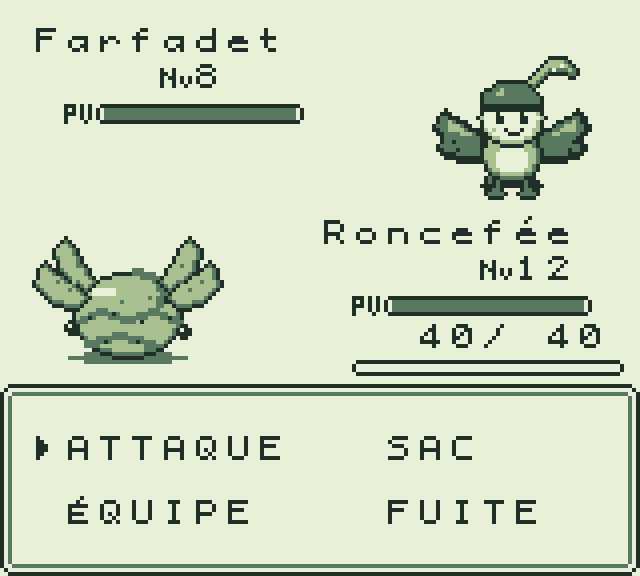 Farfadet
Nv8
PV
Roncefée
Nv12
PV
40/ 40
ATTAQUE SAC
ÉQUIPE FUITE